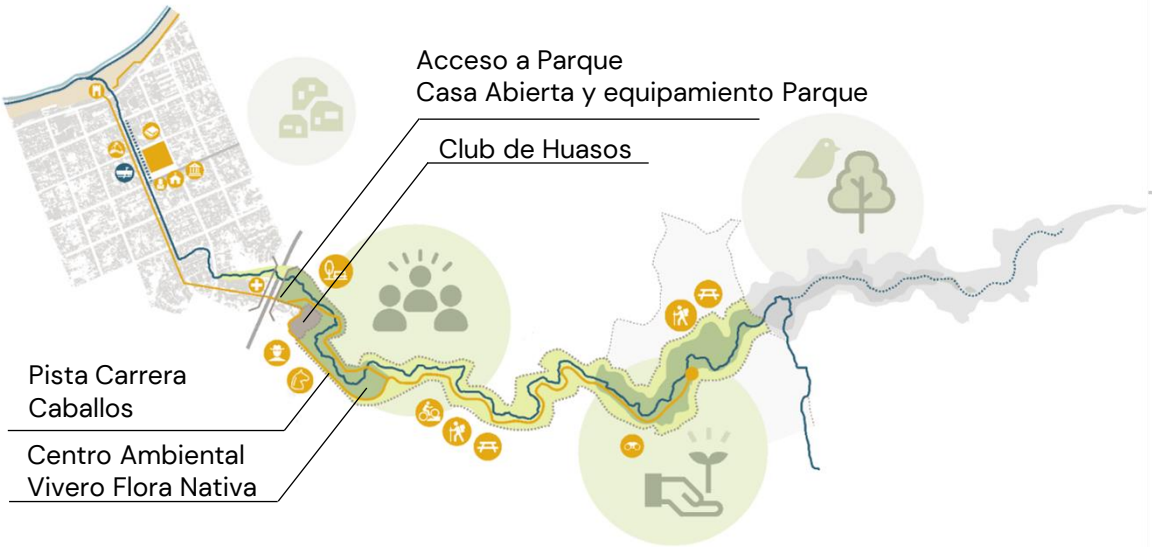 Acceso a Parque
Casa Abierta y equipamiento Parque
Club de Huasos
Pista Carrera
Caballos
Centro Ambiental
Vivero Flora Nativa